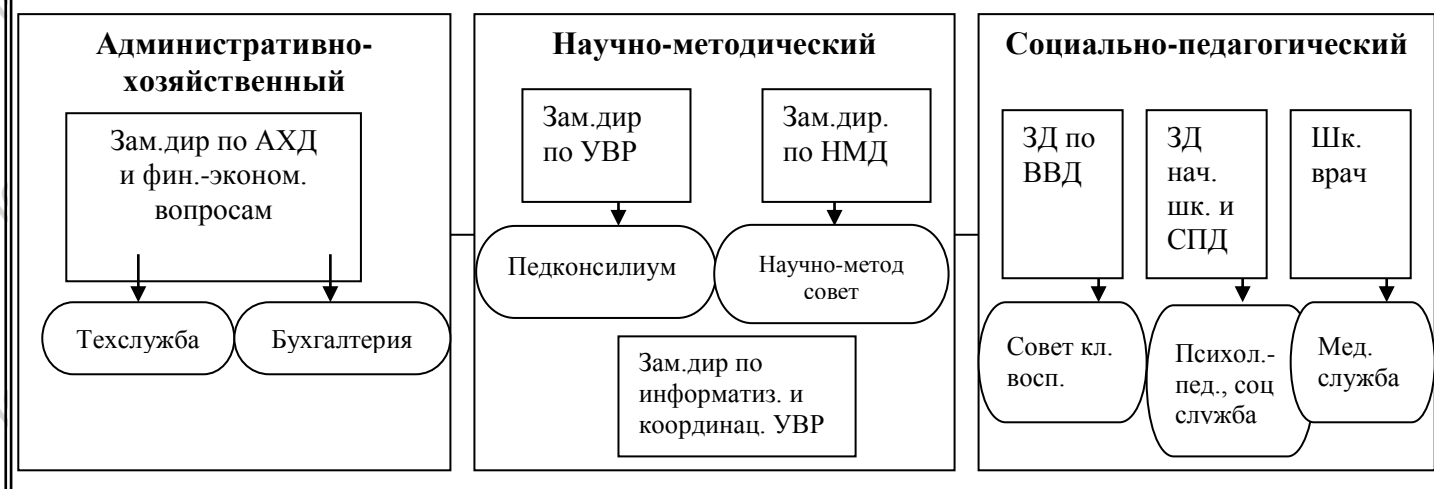 Административно-
хозяйственный
Зам.дир по АХД
и фин.-эконом.
вопросам
Техслужба
Бухгалтерия
Научно-методический
Зам.дир
по УВР
Зам.дир.
по НМД
Педконсилиум
Научно-метод
совет
Зам.дир по
информатиз. и
координац. УВР
Социально-педагогический
ЗД по
ВВД
ЗД
нач.
шк. и
СПД
Шк.
врач
Совет кл.
восп.
Психол.-
пед., соц
служба
Мед.
служба